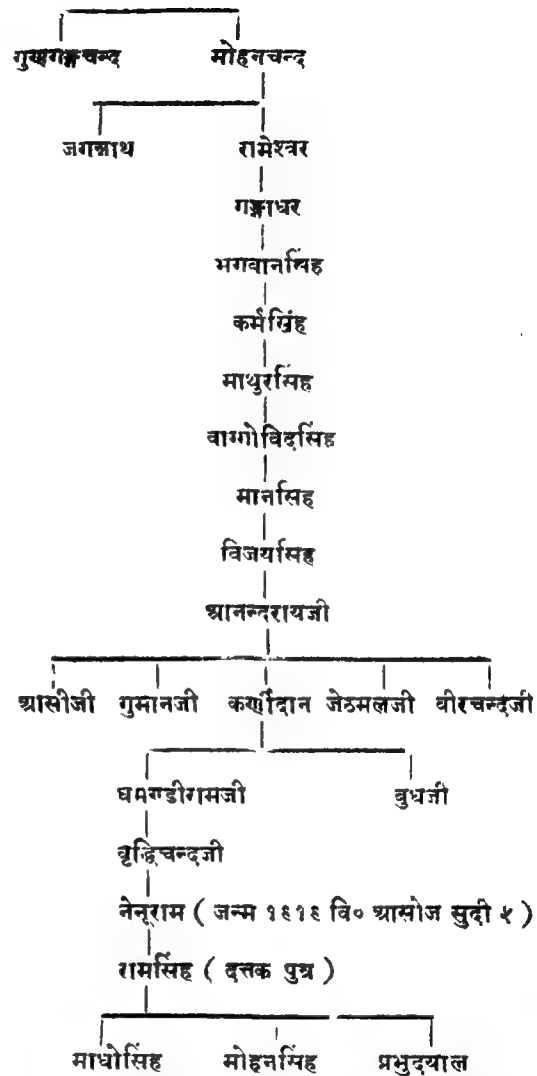 गुणगङ्गचन्द मोहनचन्द
जगन्नाथ रामेश्वर
गङ्गाधर
भगवानसिंह
कर्मसिंह
माथुरसिंह
वाग्गोविदसिंह
मानसिंह
विजयसिंह
आनन्दरायजी
आसीजी गुमानजी कर्णीदान जेठमलजी वीरचन्दजी
घमण्डीरामजी बुधजी
वृद्धिचन्दजी
नेनूराम ( जन्म १९१९ वि० आसोज सुदी ५ )
रामसिंह ( दत्तक पुत्र )
माधोसिंह मोहनसिंह प्रभुदयाल